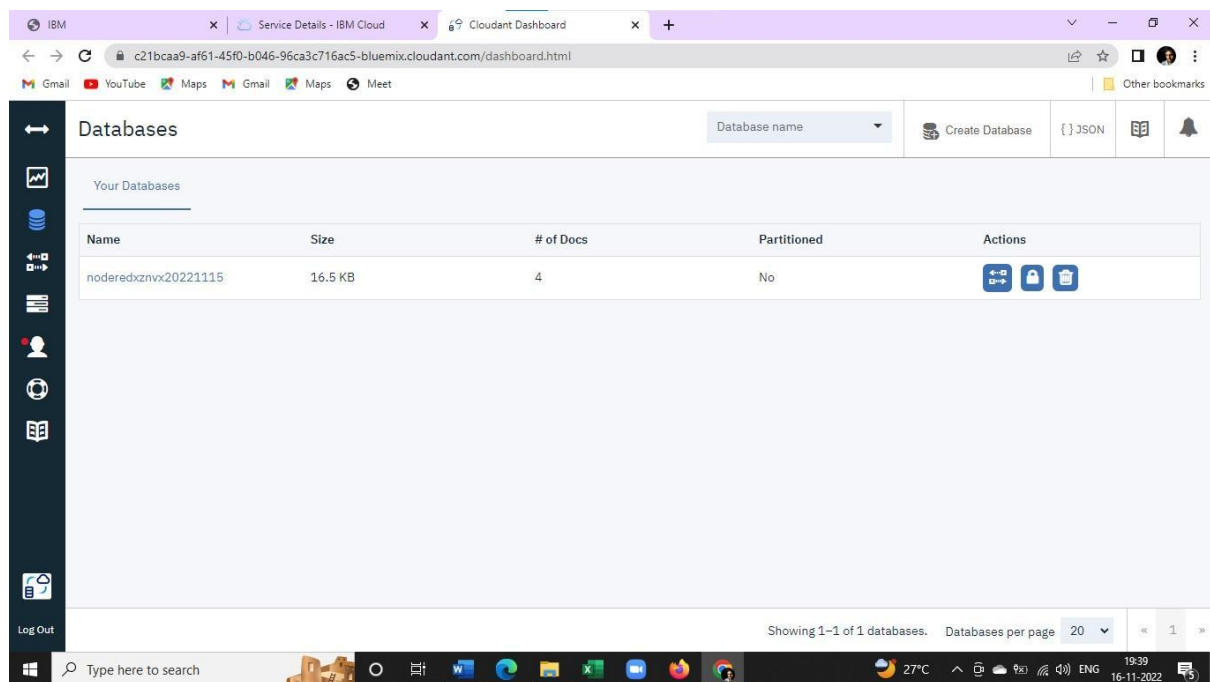 IBM
Service Details - IBM Cloud
Cloudant Dashboard
c21bcaa9-af61-45f0-b046-96ca3c716ac5-bluemix.cloudant.com/dashboard.html
Gmail YouTube Maps Gmail Maps Meet Other bookmarks
Databases Database name Create Database { } JSON
Your Databases
Name Size # of Docs Partitioned Actions
noderedxznvx20221115 16.5 KB 4 No
Log Out Showing 1–1 of 1 databases. Databases per page 20 « 1 »
Type here to search 27°C ENG 19:39
16-11-2022 5